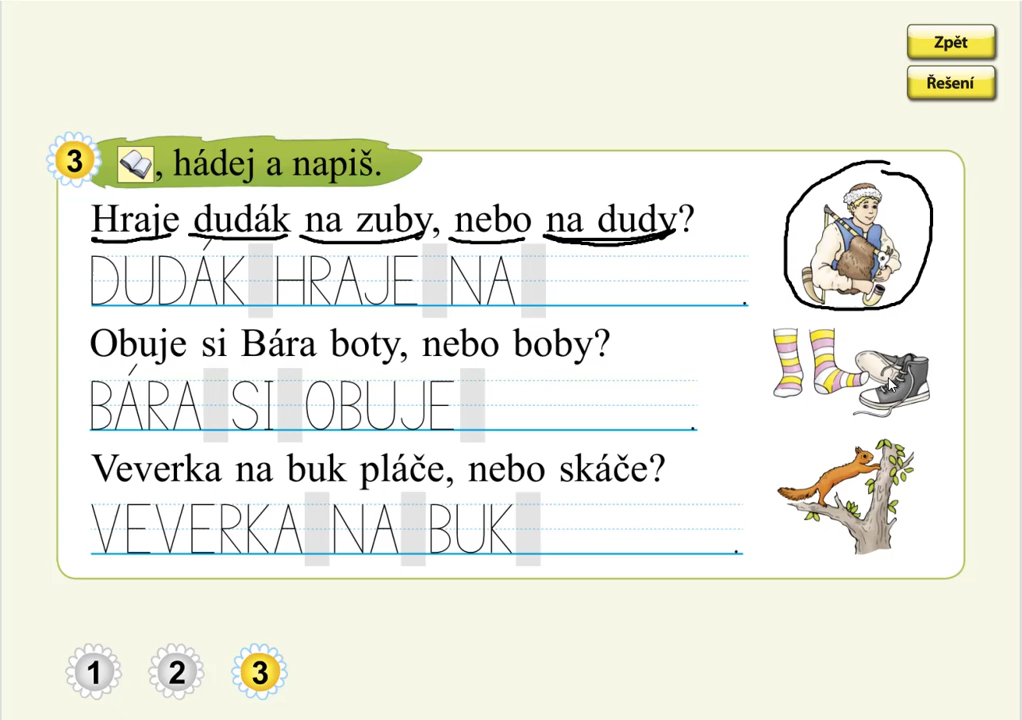 Zpět
Řešení
3 , hádej a napiš.
Hraje dudák na zuby, nebo na dudy?
DUDÁK HRAJE NA .
Obuje si Bára boty, nebo boby?
BÁRA SI OBUJE .
Veverka na buk pláče, nebo skáče?
VEVERKA NA BUK .
1 2 3